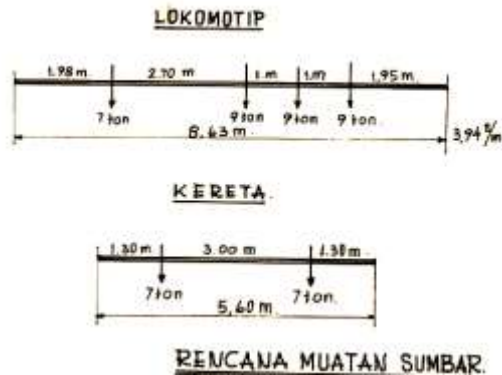 LOKOMOTIP
1.98 m 2.70 m 1.m 1.m 1.95 m
7 ton 9 ton 9 ton 9 ton
8.63 m 3,94 t/m
KERETA.
1.30 m 3.00 m 1.30 m
7 ton 7 ton.
5,60 m
RENCANA MUATAN SUMBAR.